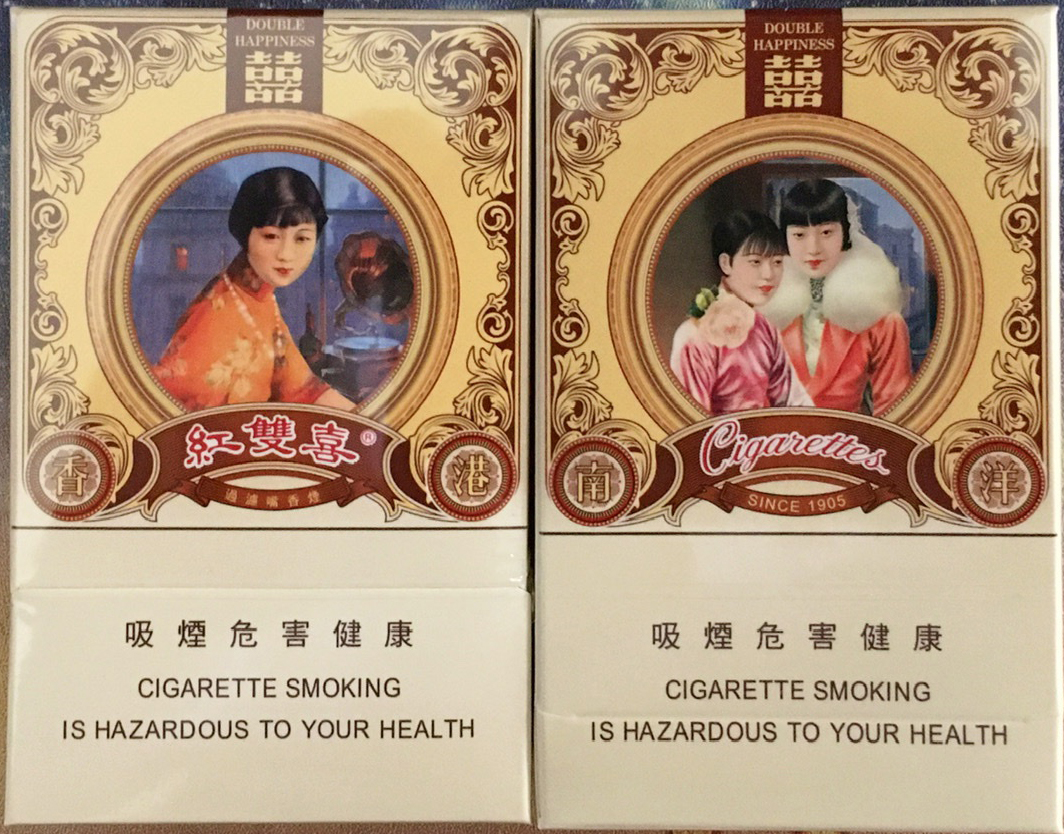 DOUBLE
HAPPINESS
囍
紅雙喜®
香
港
過濾嘴香煙
吸煙危害健康
CIGARETTE SMOKING
IS HAZARDOUS TO YOUR HEALTH
DOUBLE
HAPPINESS
囍
Cigarettes
南
洋
SINCE 1905
吸煙危害健康
CIGARETTE SMOKING
IS HAZARDOUS TO YOUR HEALTH